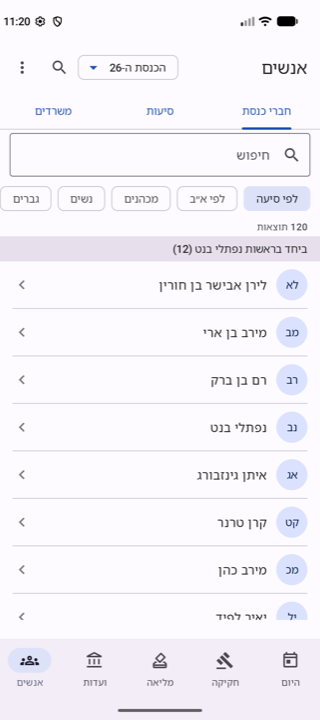 11:20
אנשים
הכנסת ה-26
חברי כנסת
סיעות
משרדים
חיפוש
לפי סיעה
לפי א״ב
מכהנים
נשים
גברים
120 תוצאות
ביחד בראשות נפתלי בנט (12)
לא לירן אבישר בן חורין
מב מירב בן ארי
רב רם בן ברק
נב נפתלי בנט
אג איתן גינזבורג
קט קרן טרנר
מכ מירב כהן
יל יאיר לפיד
היום
חקיקה
מליאה
ועדות
אנשים